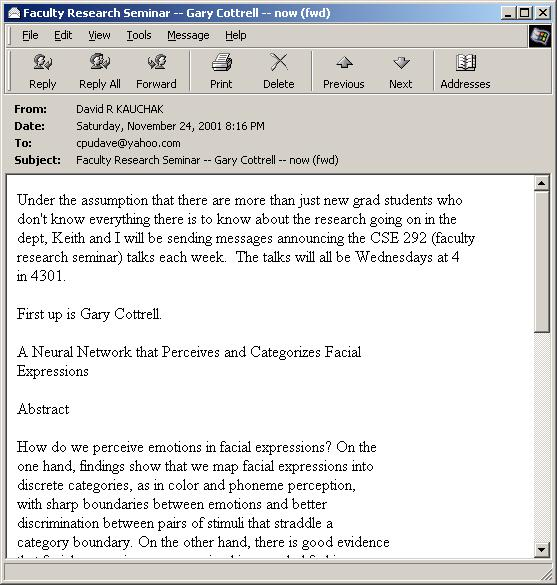 Faculty Research Seminar -- Gary Cottrell -- now (fwd)
File Edit View Tools Message Help
Reply Reply All Forward Print Delete Previous Next Addresses
From: David R KAUCHAK
Date: Saturday, November 24, 2001 8:16 PM
To: cpudave@yahoo.com
Subject: Faculty Research Seminar -- Gary Cottrell -- now (fwd)
Under the assumption that there are more than just new grad students who
don't know everything there is to know about the research going on in the
dept, Keith and I will be sending messages announcing the CSE 292 (faculty
research seminar) talks each week.  The talks will all be Wednesdays at 4
in 4301.
First up is Gary Cottrell.
A Neural Network that Perceives and Categorizes Facial
Expressions
Abstract
How do we perceive emotions in facial expressions? On the
one hand, findings show that we map facial expressions into
discrete categories, as in color and phoneme perception,
with sharp boundaries between emotions and better
discrimination between pairs of stimuli that straddle a
category boundary. On the other hand, there is good evidence